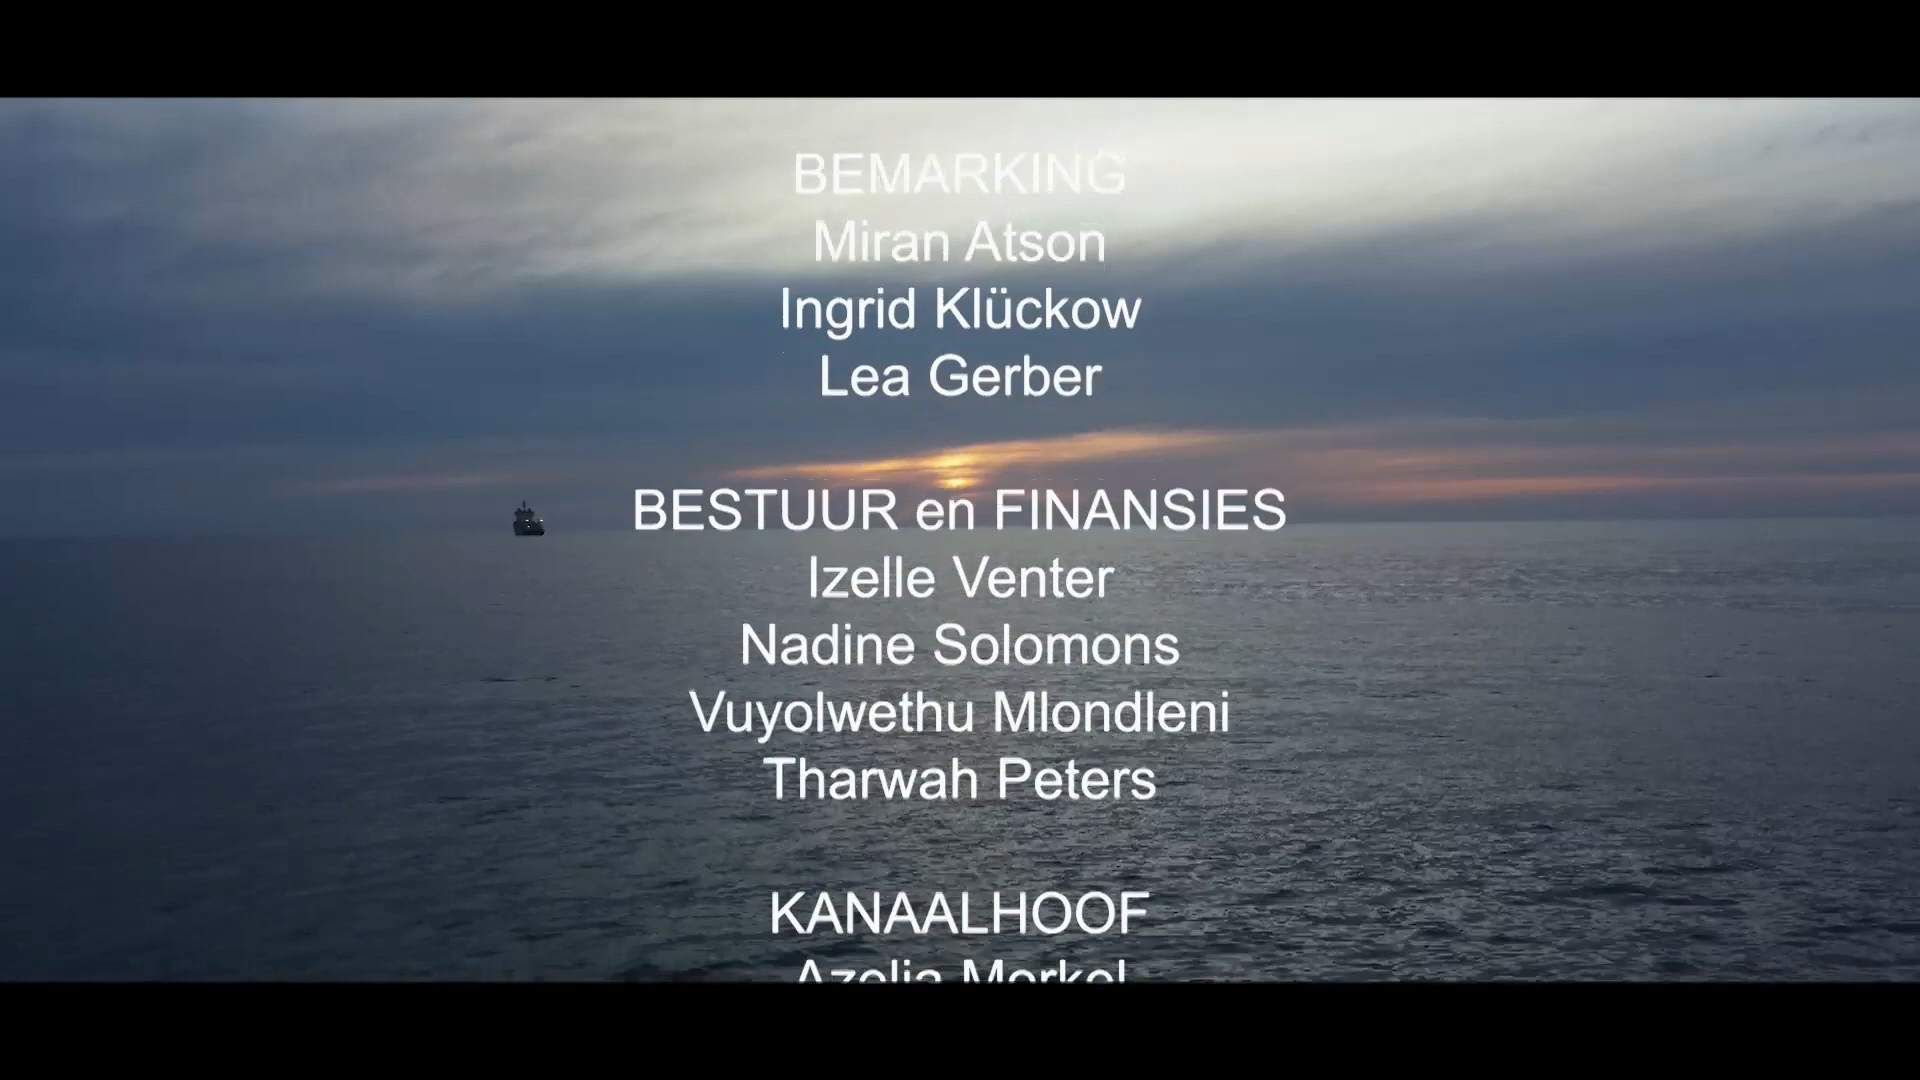 BEMARKING
Miran Atson
Ingrid Klückow
Lea Gerber
BESTUUR en FINANSIES
Izelle Venter
Nadine Solomons
Vuyolwethu Mlondleni
Tharwah Peters
KANAALHOOF